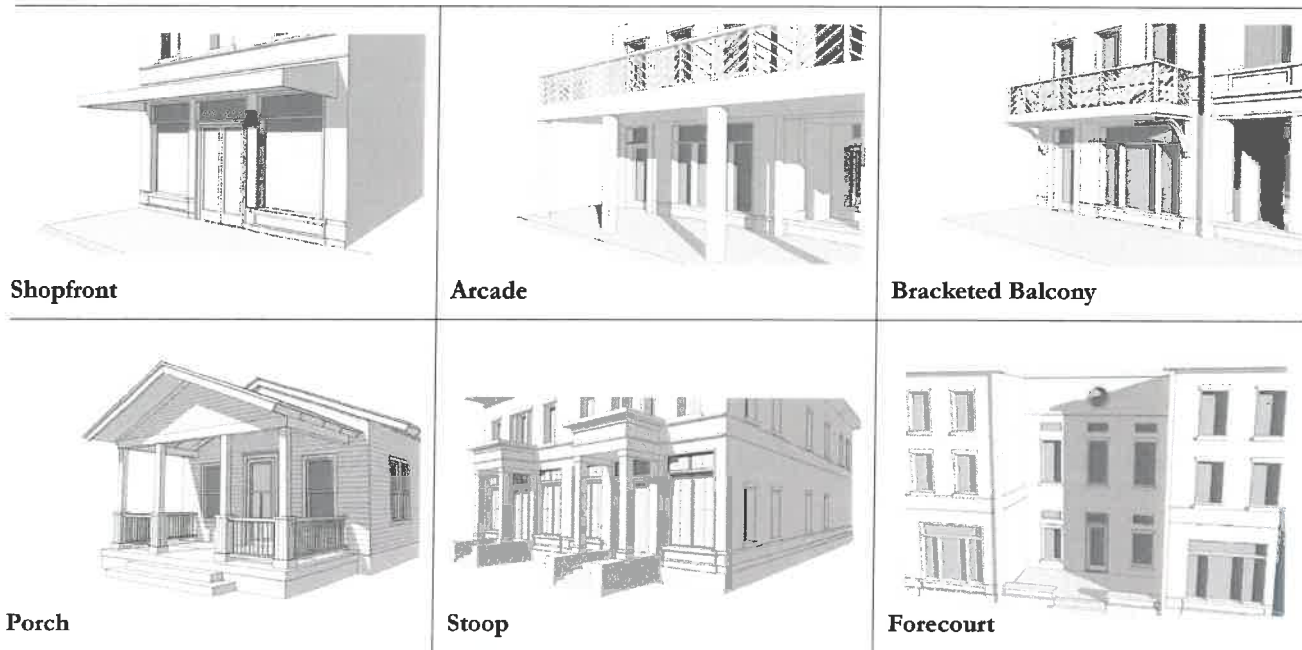 Shopfront
Arcade
Bracketed Balcony
Porch
Stoop
Forecourt